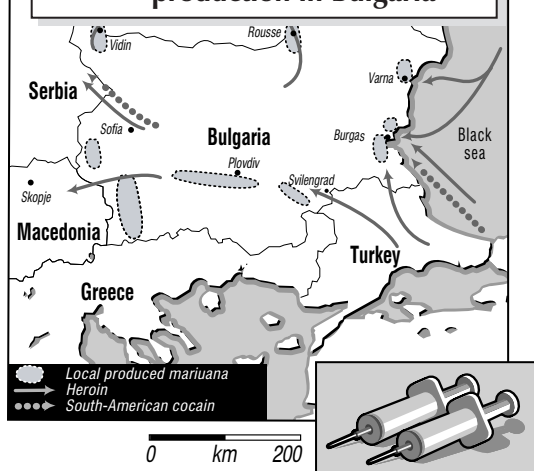 production in Bulgaria
Rousse
Vidin
Varna
Serbia
Sofia
Bulgaria
Burgas
Black
sea
Plovdiv
Svilengrad
Skopje
Macedonia
Turkey
Greece
Local produced mariuana
Heroin
South-American cocain
0 km 200